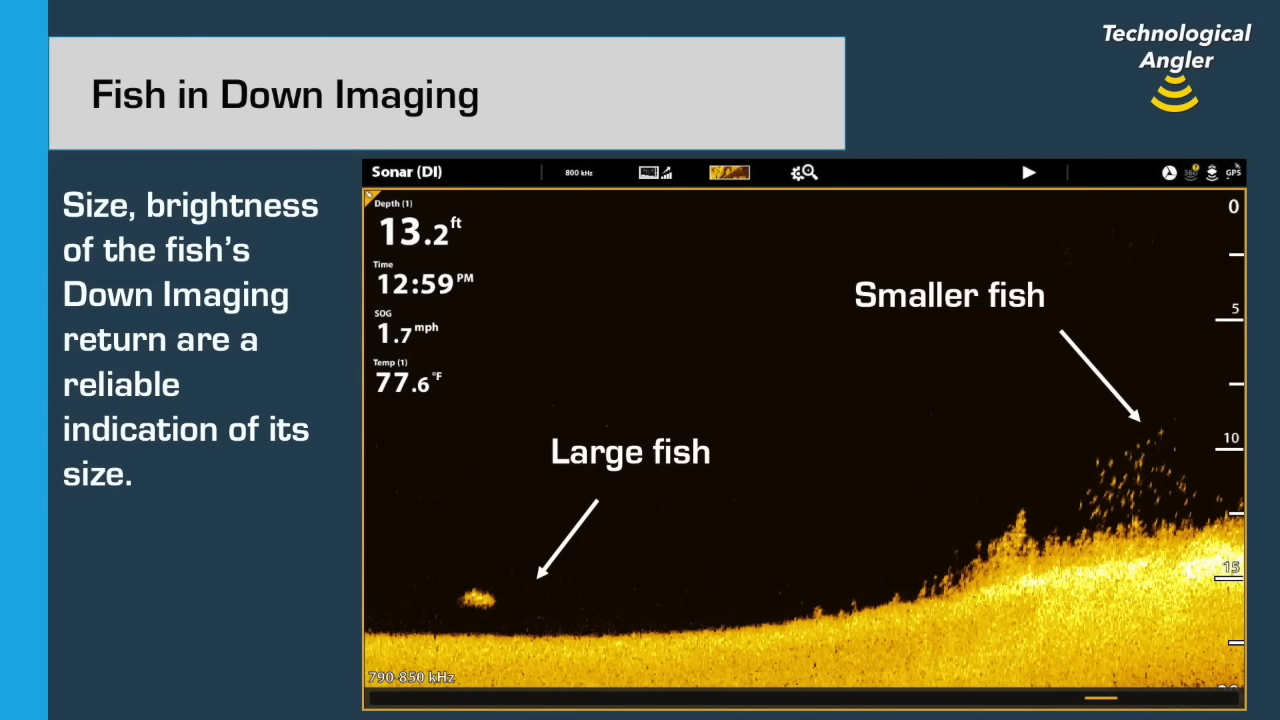 Technological
Angler
Fish in Down Imaging
Size, brightness
of the fish's
Down Imaging
return are a
reliable
indication of its
size.
Sonar (DI)
800 kHz
360
GPS
Depth (1)
13.2 ft
Time
12:59 PM
SOG
1.7 mph
Temp (1)
77.6 °F
0
5
10
15
Smaller fish
Large fish
790-850 kHz